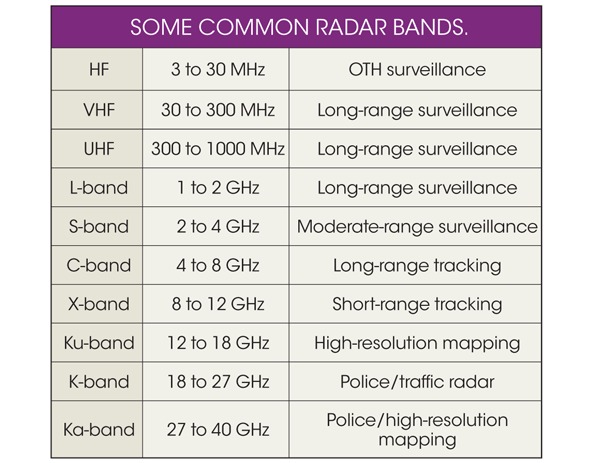 SOME COMMON RADAR BANDS.
HF 3 to 30 MHz OTH surveillance
VHF 30 to 300 MHz Long-range surveillance
UHF 300 to 1000 MHz Long-range surveillance
L-band 1 to 2 GHz Long-range surveillance
S-band 2 to 4 GHz Moderate-range surveillance
C-band 4 to 8 GHz Long-range tracking
X-band 8 to 12 GHz Short-range tracking
Ku-band 12 to 18 GHz High-resolution mapping
K-band 18 to 27 GHz Police/traffic radar
Ka-band 27 to 40 GHz Police/high-resolution
mapping